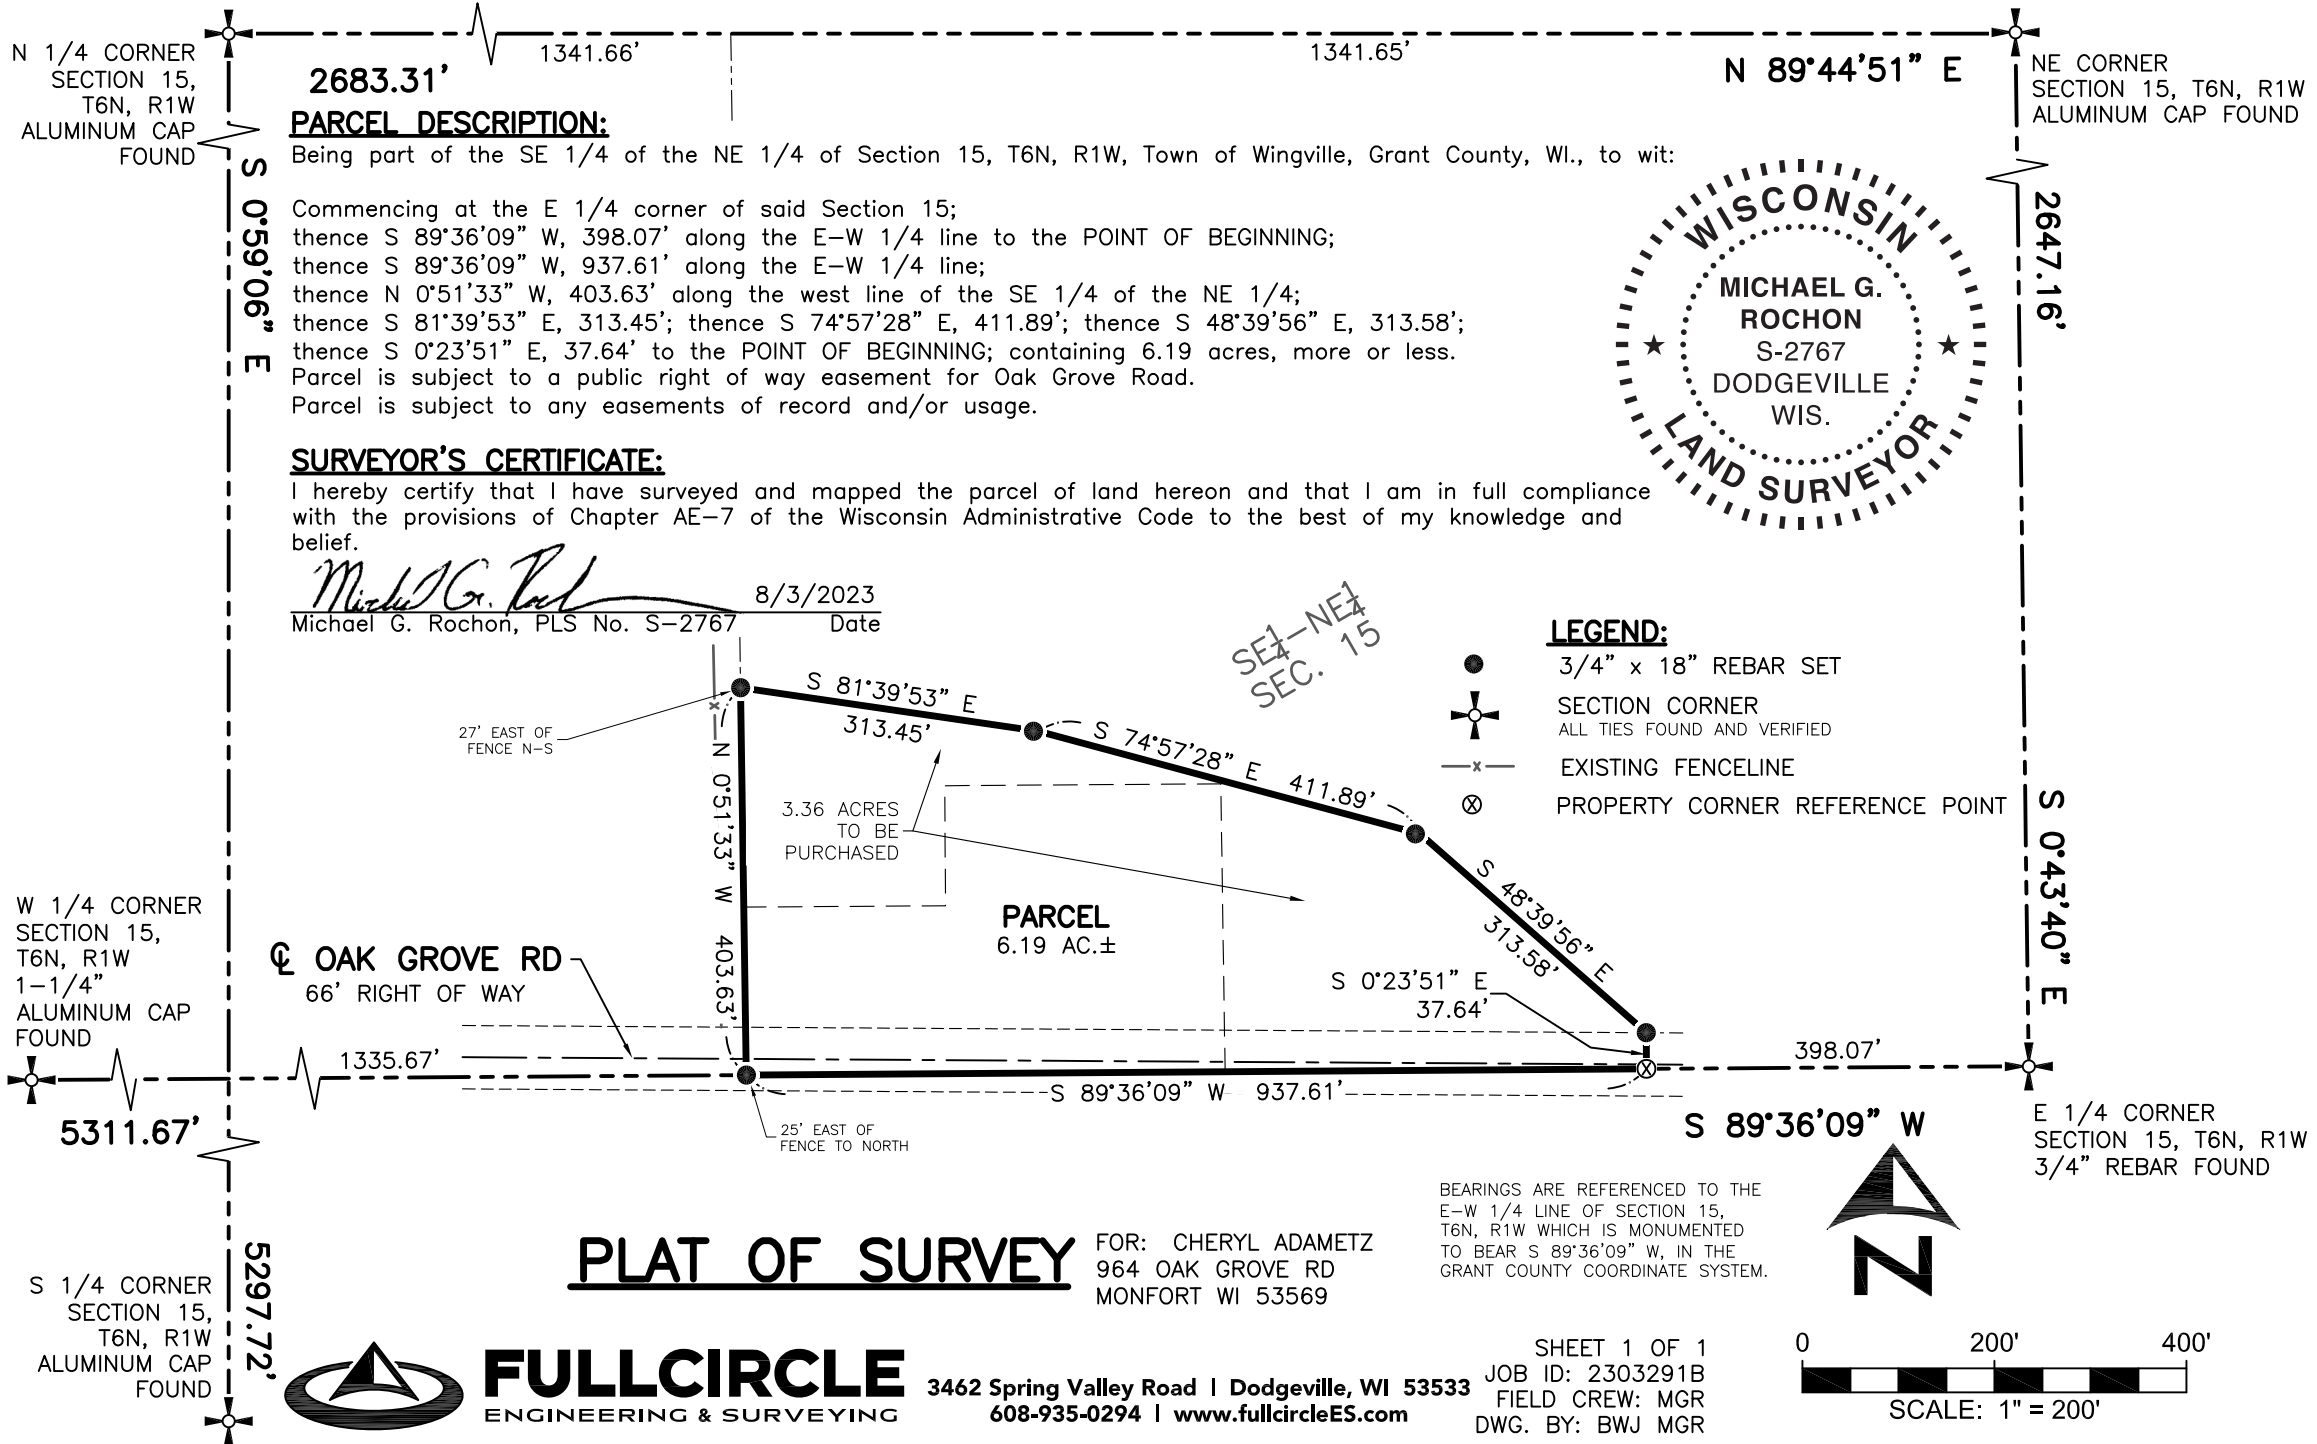 N 1/4 CORNER
SECTION 15,
T6N, R1W
ALUMINUM CAP
FOUND
1341.66'
1341.65'
2683.31'
N 89°44'51" E
NE CORNER
SECTION 15, T6N, R1W
ALUMINUM CAP FOUND
S 0°59'06" E
PARCEL DESCRIPTION:
Being part of the SE 1/4 of the NE 1/4 of Section 15, T6N, R1W, Town of Wingville, Grant County, WI., to wit:
Commencing at the E 1/4 corner of said Section 15;
thence S 89°36'09" W, 398.07' along the E-W 1/4 line to the POINT OF BEGINNING;
thence S 89°36'09" W, 937.61' along the E-W 1/4 line;
thence N 0°51'33" W, 403.63' along the west line of the SE 1/4 of the NE 1/4;
thence S 81°39'53" E, 313.45'; thence S 74°57'28" E, 411.89'; thence S 48°39'56" E, 313.58';
thence S 0°23'51" E, 37.64' to the POINT OF BEGINNING; containing 6.19 acres, more or less.
Parcel is subject to a public right of way easement for Oak Grove Road.
Parcel is subject to any easements of record and/or usage.
WISCONSIN
MICHAEL G.
ROCHON
S-2767
DODGEVILLE
WIS.
LAND SURVEYOR
2647.16'
SURVEYOR'S CERTIFICATE:
I hereby certify that I have surveyed and mapped the parcel of land hereon and that I am in full compliance
with the provisions of Chapter AE-7 of the Wisconsin Administrative Code to the best of my knowledge and
belief.
8/3/2023
Michael G. Rochon, PLS No. S-2767
Date
SE1/4-NE1/4
SEC. 15
LEGEND:
3/4" x 18" REBAR SET
SECTION CORNER
ALL TIES FOUND AND VERIFIED
x EXISTING FENCELINE
PROPERTY CORNER REFERENCE POINT
S 0°43'40" E
S 81°39'53" E
313.45'
27' EAST OF
FENCE N-S
x
S 74°57'28" E 411.89'
N 0°51'33" W 403.63'
3.36 ACRES
TO BE
PURCHASED
S 48°39'56" E
313.58'
PARCEL
6.19 AC.±
S 0°23'51" E
37.64'
W 1/4 CORNER
SECTION 15,
T6N, R1W
1-1/4"
ALUMINUM CAP
FOUND
℄ OAK GROVE RD
66' RIGHT OF WAY
1335.67'
398.07'
S 89°36'09" W 937.61'
5311.67'
25' EAST OF
FENCE TO NORTH
S 89°36'09" W
E 1/4 CORNER
SECTION 15, T6N, R1W
3/4" REBAR FOUND
BEARINGS ARE REFERENCED TO THE
E-W 1/4 LINE OF SECTION 15,
T6N, R1W WHICH IS MONUMENTED
TO BEAR S 89°36'09" W, IN THE
GRANT COUNTY COORDINATE SYSTEM.
N
S 1/4 CORNER
SECTION 15,
T6N, R1W
ALUMINUM CAP
FOUND
5297.72'
PLAT OF SURVEY
FOR: CHERYL ADAMETZ
964 OAK GROVE RD
MONFORT WI 53569
FULLCIRCLE
ENGINEERING & SURVEYING
3462 Spring Valley Road | Dodgeville, WI 53533
608-935-0294 | www.fullcircleES.com
SHEET 1 OF 1
JOB ID: 2303291B
FIELD CREW: MGR
DWG. BY: BWJ MGR
0 200' 400'
SCALE: 1" = 200'